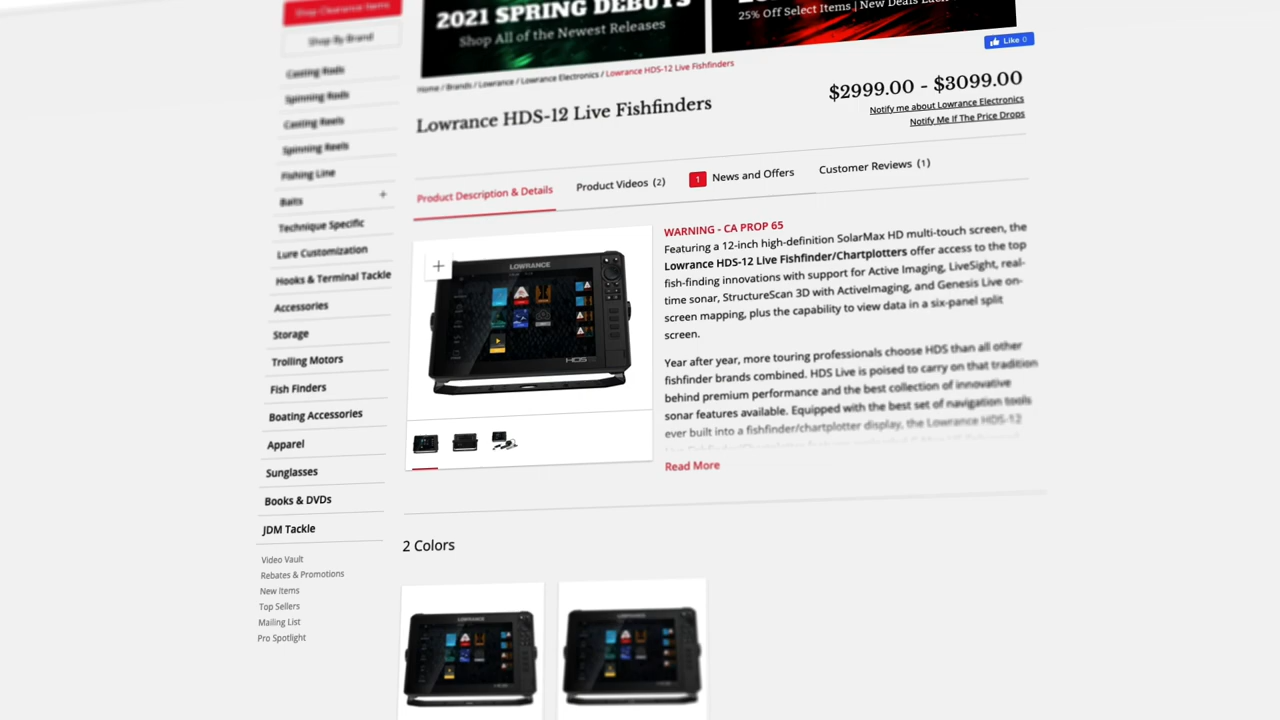 Shop Clearance Items
Shop By Brand
Casting Rods
Spinning Rods
Casting Reels
Spinning Reels
Fishing Line
Baits +
Technique Specific
Lure Customization
Hooks & Terminal Tackle
Accessories
Storage
Trolling Motors
Fish Finders
Boating Accessories
Apparel
Sunglasses
Books & DVDs
JDM Tackle
Video Vault
Rebates & Promotions
New Items
Top Sellers
Mailing List
Pro Spotlight
2021 SPRING DEBUTS
Shop All of the Newest Releases
25% Off Select Items | New Deals
Like 0
Home / Brands / Lowrance / Lowrance Electronics / Lowrance HDS-12 Live Fishfinders
Lowrance HDS-12 Live Fishfinders
$2999.00 - $3099.00
Notify me about Lowrance Electronics
Notify Me If The Price Drops
Product Description & Details
Product Videos (2)
1 News and Offers
Customer Reviews (1)
LOWRANCE
HDS
WARNING - CA PROP 65
Featuring a 12-inch high-definition SolarMax HD multi-touch screen, the
Lowrance HDS-12 Live Fishfinder/Chartplotters offer access to the top
fish-finding innovations with support for Active Imaging, LiveSight, real-
time sonar, StructureScan 3D with ActiveImaging, and Genesis Live on-
screen mapping, plus the capability to view data in a six-panel split
screen.
Year after year, more touring professionals choose HDS than all other
fishfinder brands combined. HDS Live is poised to carry on that tradition
behind premium performance and the best collection of innovative
sonar features available. Equipped with the best set of navigation tools
ever built into a fishfinder/chartplotter display, the Lowrance HDS-12
Read More
2 Colors